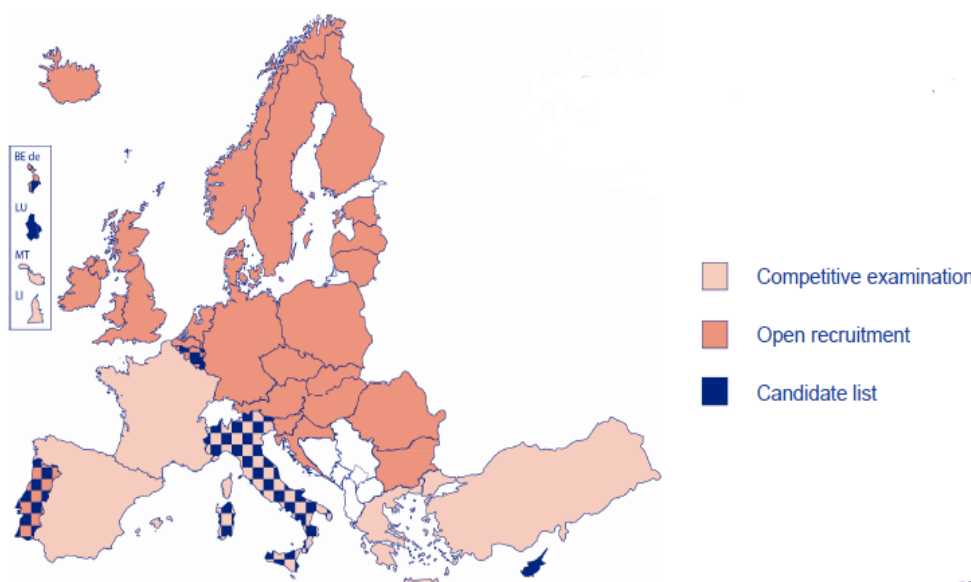 BE de
LU
MT
LI
Competitive examination
Open recruitment
Candidate list